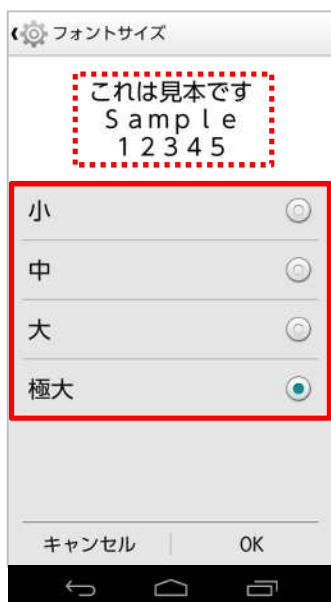 フォントサイズ
これは見本です
Ｓａｍｐｌｅ
１２３４５
小
中
大
極大
キャンセル OK